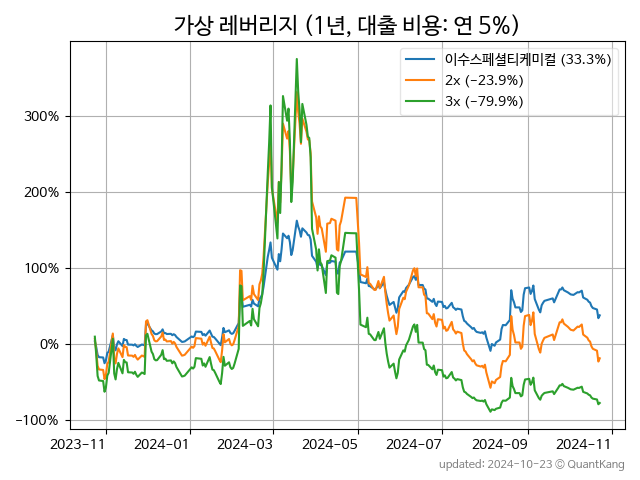 가상 레버리지 (1년, 대출 비용: 연 5%)
이수스페셜티케미컬 (33.3%)
2x (−23.9%)
3x (−79.9%)
300%
200%
100%
0%
−100%
2023-11
2024-01
2024-03
2024-05
2024-07
2024-09
2024-11
updated: 2024-10-23 ⓒ QuantKang